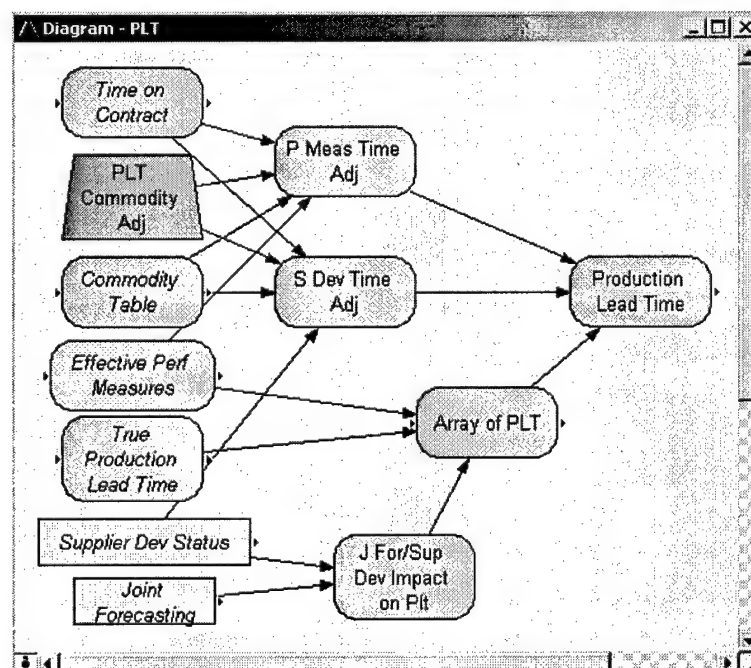 Diagram - PLT
Time on
Contract
PLT
Commodity
Adj
Commodity
Table
Effective Perf
Measures
True
Production
Lead Time
Supplier Dev Status
Joint
Forecasting
P Meas Time
Adj
S Dev Time
Adj
Array of PLT
J For/Sup
Dev Impact
on Plt
Production
Lead Time